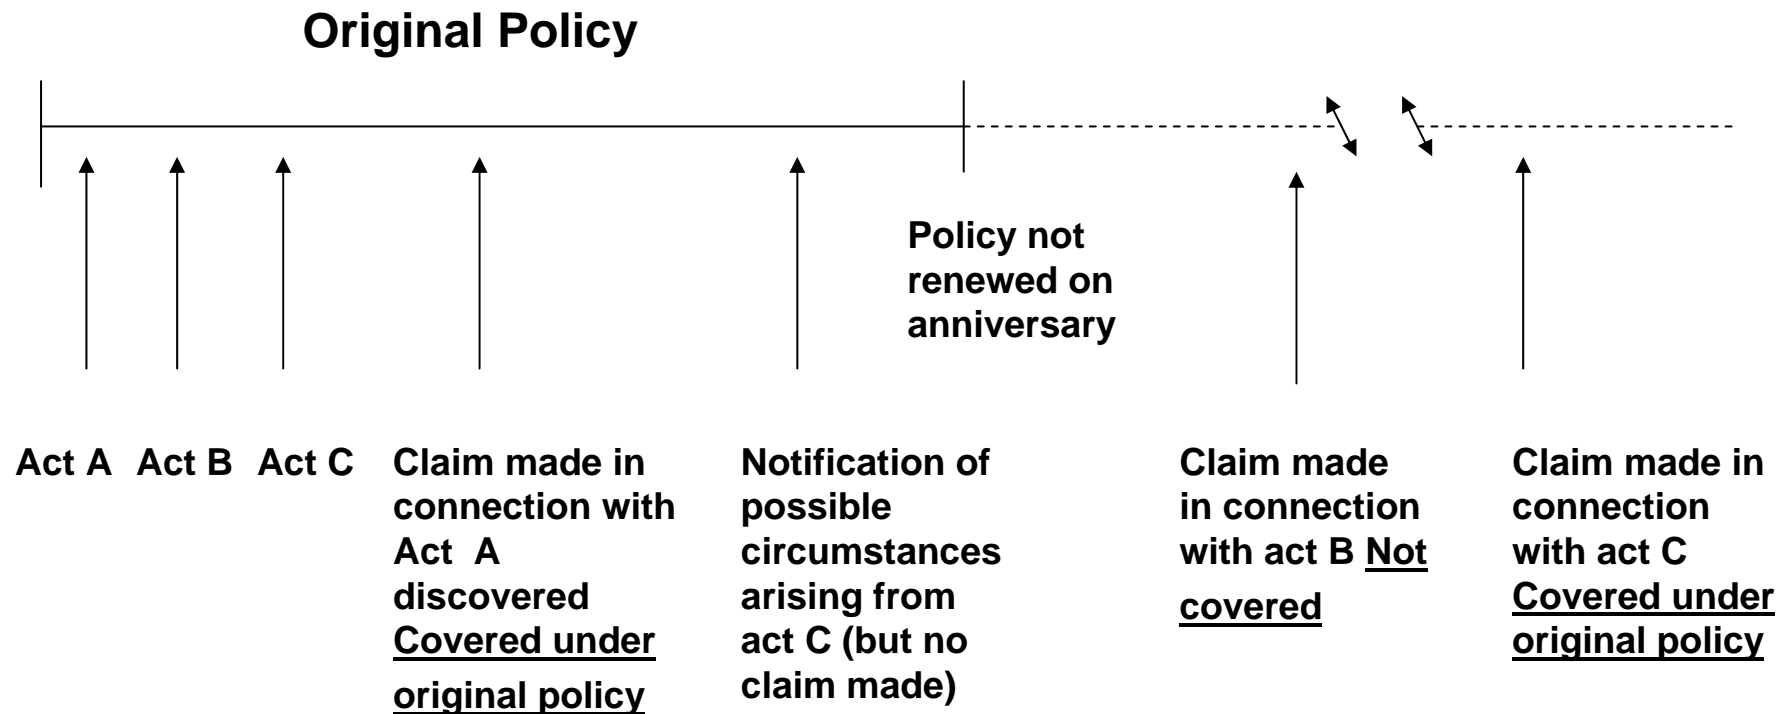 Original Policy
Policy not
renewed on
anniversary
Act A
Act B
Act C
Claim made in
connection with
Act A
discovered
Covered under
original policy
Notification of
possible
circumstances
arising from
act C (but no
claim made)
Claim made
in connection
with act B Not
covered
Claim made in
connection
with act C
Covered under
original policy